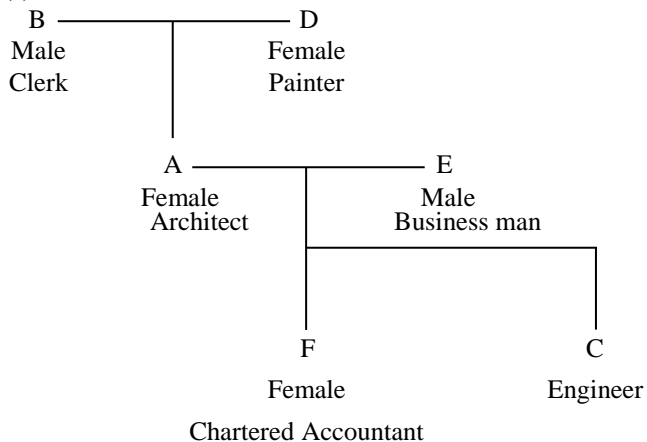 B D
Male Female
Clerk Painter
A E
Female Male
Architect Business man
F C
Female Engineer
Chartered Accountant